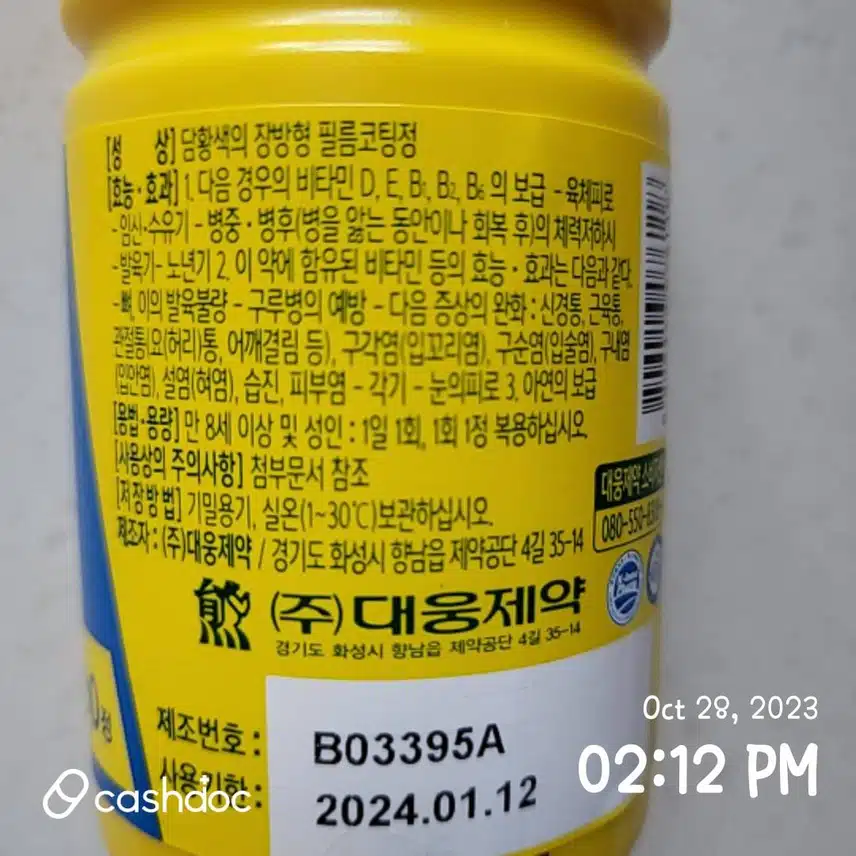 [성 상] 담황색의 장방형 필름코팅정
[효능·효과] 1. 다음 경우의 비타민 D, E, B₁, B₂, B₆ 의 보급 - 육체피로
- 임신·수유기 - 병중·병후(병을 앓는 동안이나 회복 후)의 체력저하시
- 발육기 - 노년기 2. 이 약에 함유된 비타민 등의 효능·효과는 다음과 같다.
- 뼈, 이의 발육불량 - 구루병의 예방 - 다음 증상의 완화 : 신경통, 근육통,
관절통(요(허리)통, 어깨결림 등), 구각염(입꼬리염), 구순염(입술염), 구내염
(입안염), 설염(혀염), 습진, 피부염 - 각기 - 눈의피로 3. 아연의 보급
[용법·용량] 만 8세 이상 및 성인 : 1일 1회, 1회 1정 복용하십시오.
[사용상의 주의사항] 첨부문서 참조
[저장방법] 기밀용기, 실온(1~30℃)보관하십시오.
제조자 : (주)대웅제약 / 경기도 화성시 향남읍 제약공단 4길 35-14
대웅제약
080-550-
(주)대웅제약
경기도 화성시 향남읍 제약공단 4길 35-14
0정
제조번호 : B03395A
사용기한 : 2024.01.12
Oct 28, 2023
02:12 PM
cashdoc